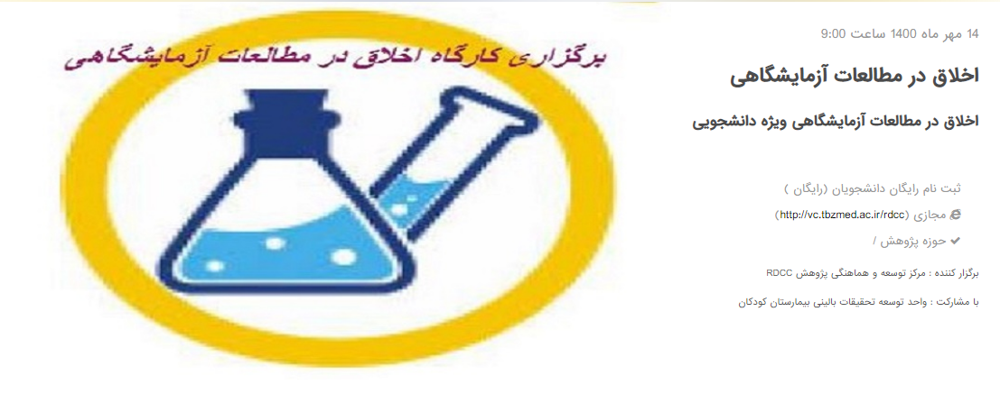 برگزاری کارگاه اخلاق در مطالعات آزمایشگاهی
14 مهر ماه 1400 ساعت 9:00
اخلاق در مطالعات آزمایشگاهی
اخلاق در مطالعات آزمایشگاهی ویژه دانشجویی
ثبت نام رایگان دانشجویان (رایگان )
مجازی (http://vc.tbzmed.ac.ir/rdcc)
حوزه پژوهش /
برگزار کننده : مرکز توسعه و هماهنگی پژوهش RDCC
با مشارکت : واحد توسعه تحقیقات بالینی بیمارستان کودکان